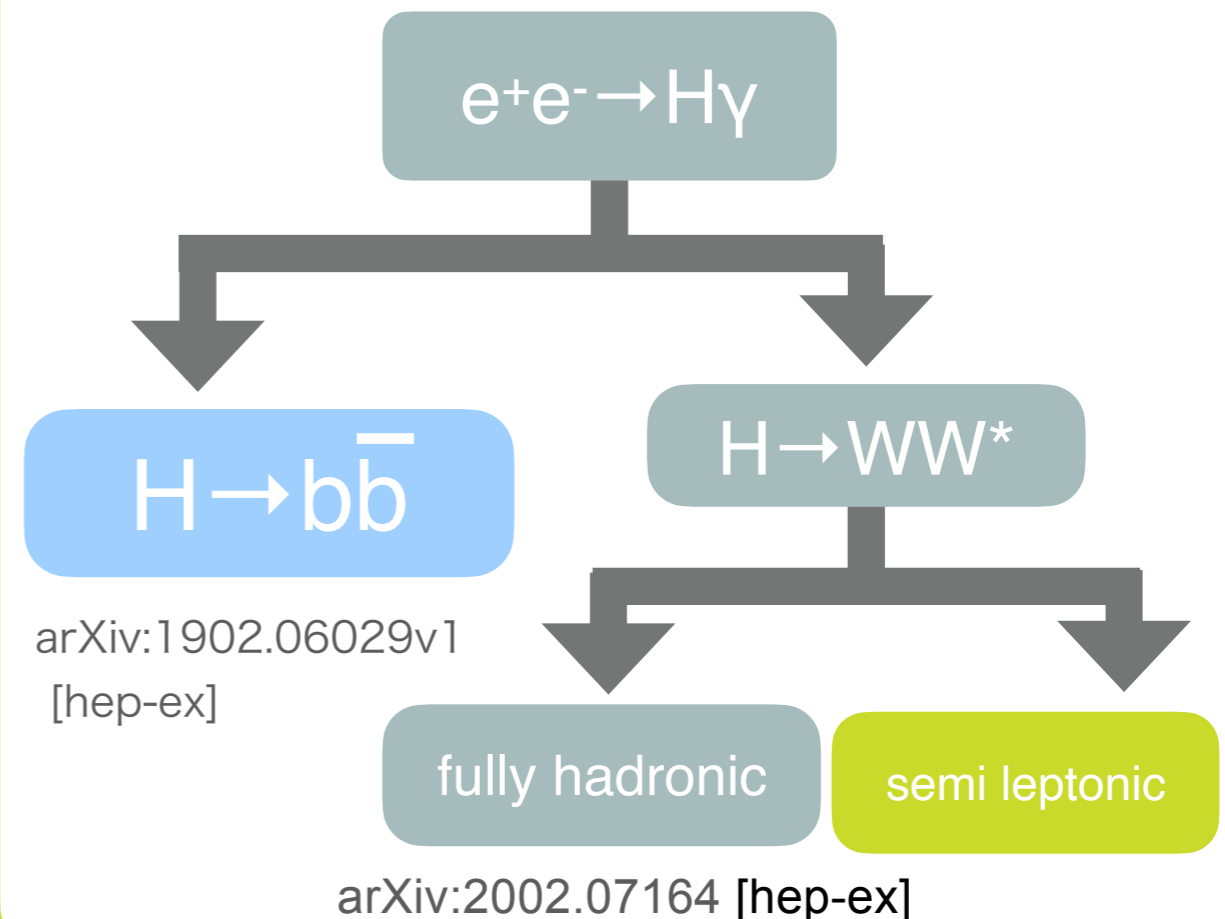 e⁺e⁻→Hγ
H→bb̅
H→WW*
arXiv:1902.06029v1
[hep-ex]
fully hadronic
semi leptonic
arXiv:2002.07164 [hep-ex]